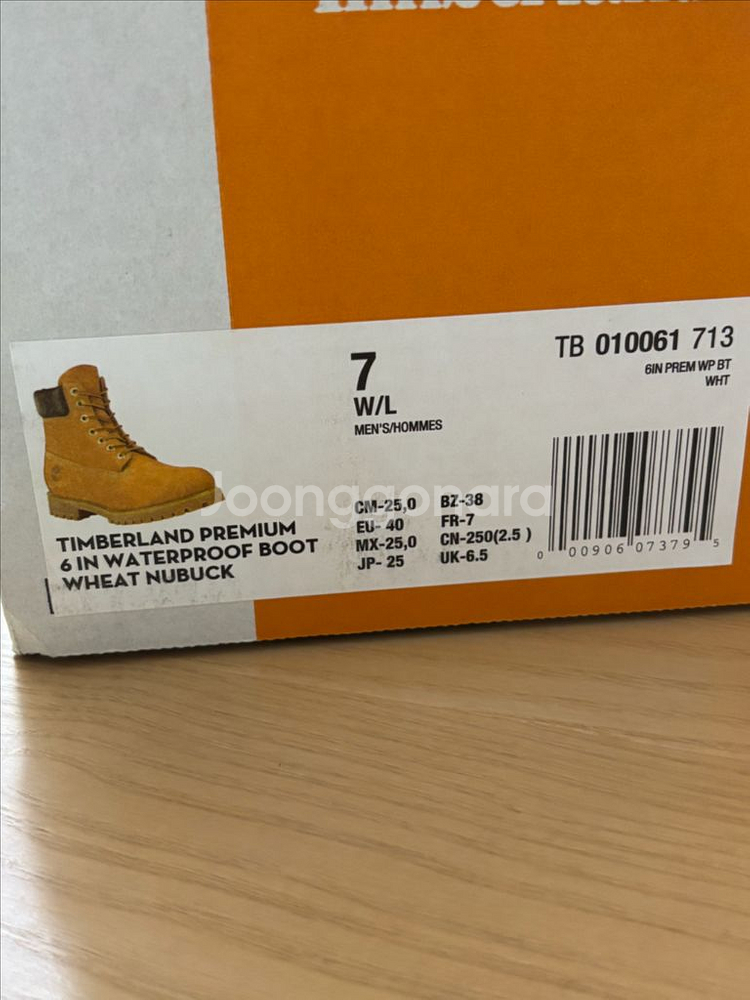 TB 010061 713
6IN PREM WP BT
WHT
7
W/L
MEN'S/HOMMES
CM-25,0 BZ-38
EU- 40 FR-7
MX-25,0 CN-250(2.5 )
JP- 25 UK-6.5
TIMBERLAND PREMIUM
6 IN WATERPROOF BOOT
WHEAT NUBUCK
0 00906 07379 5
Joonggonara